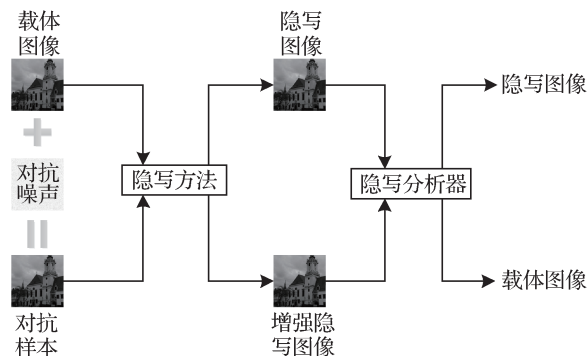 载体
图像
对抗
噪声
对抗
样本
隐写方法
隐写
图像
增强隐
写图像
隐写分析器
隐写图像
载体图像